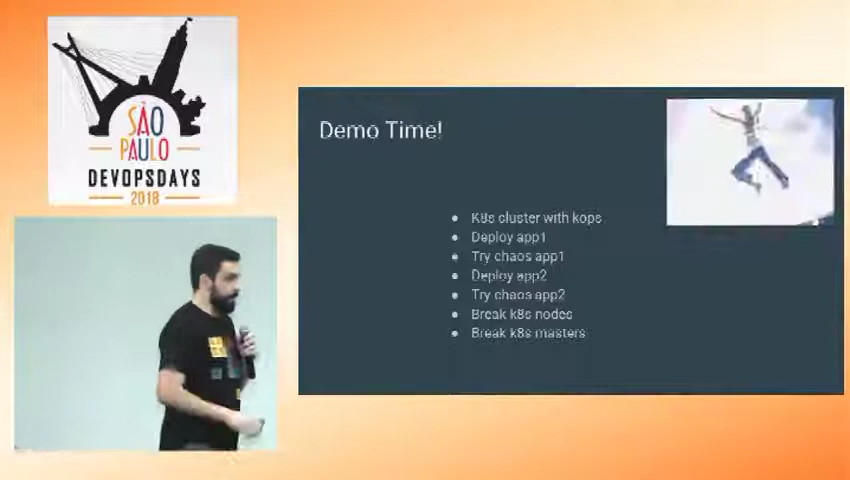 SÃO
PAULO
DEVOPSDAYS
2018
Demo Time!
K8s cluster with kops
Deploy app1
Try chaos app1
Deploy app2
Try chaos app2
Break k8s nodes
Break k8s masters